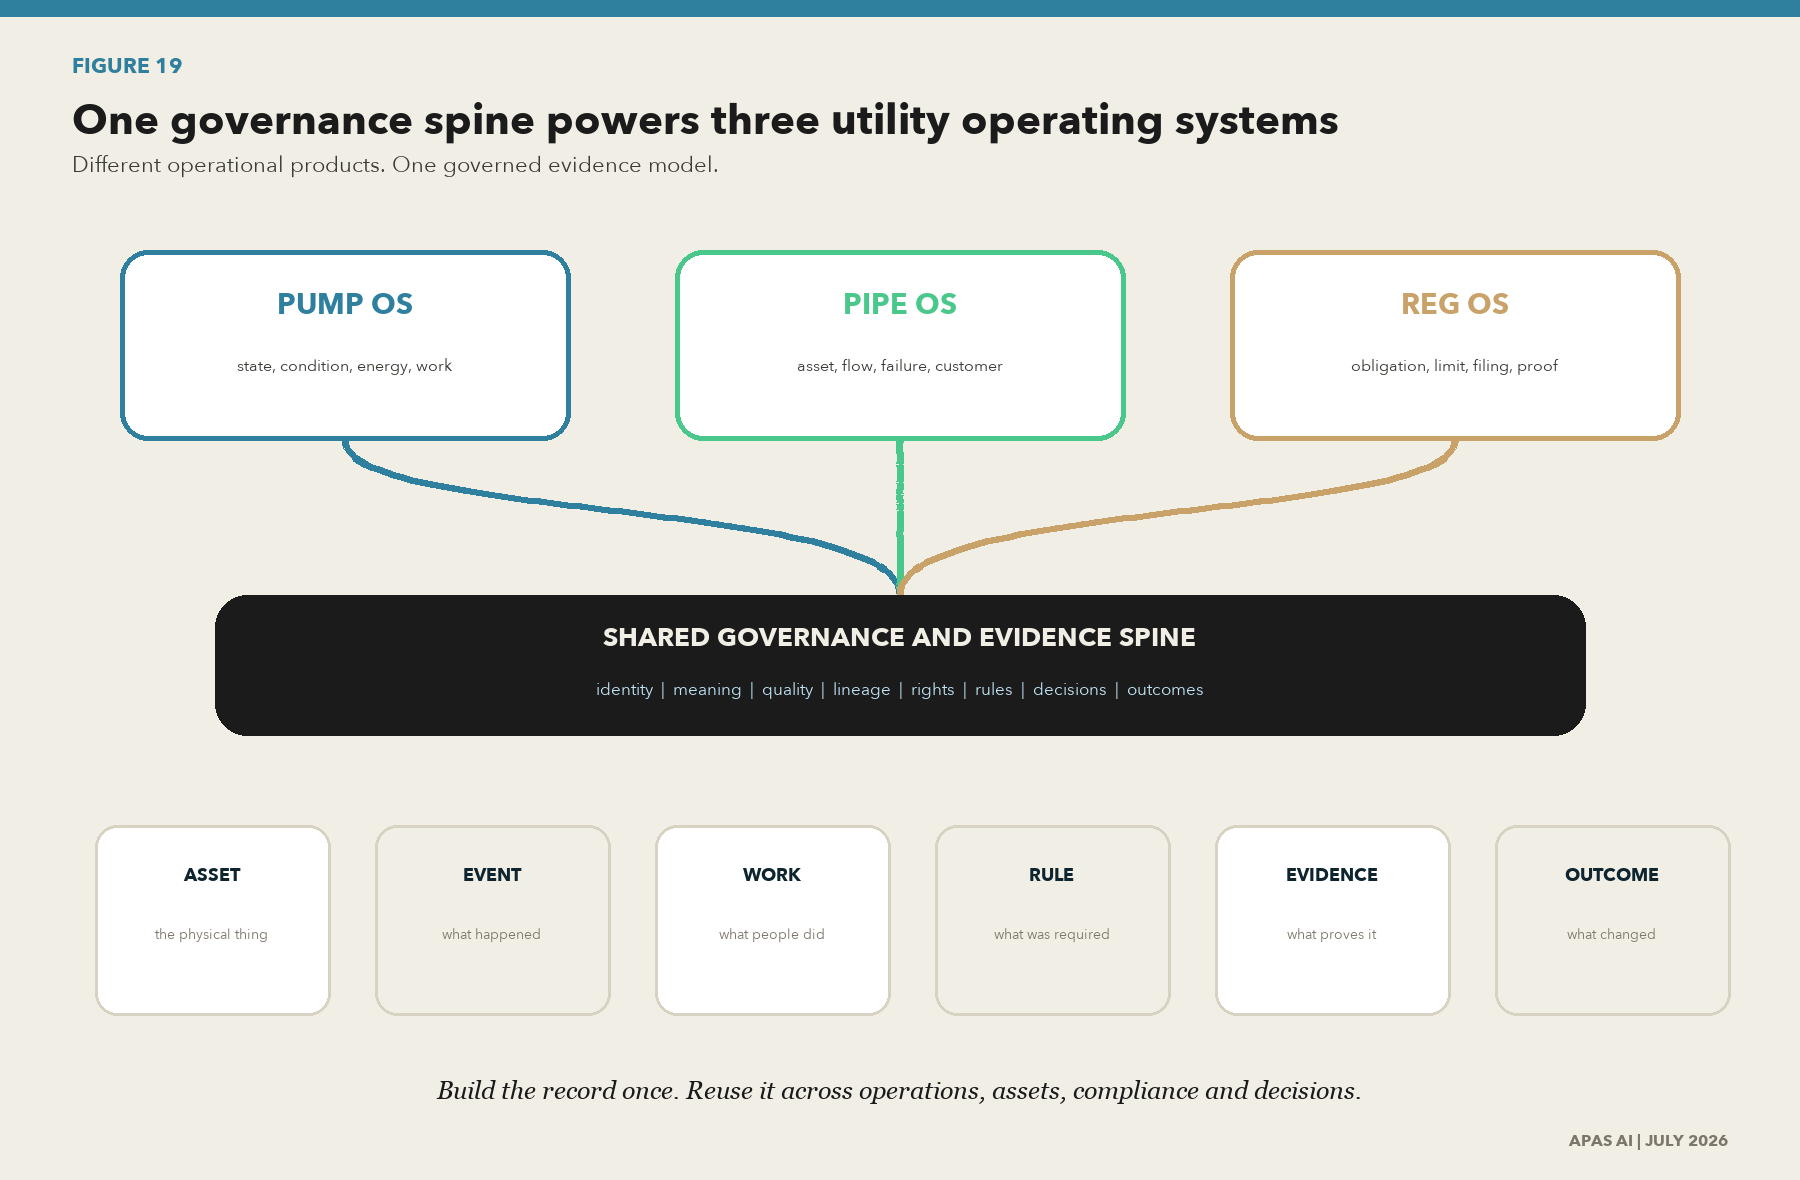 FIGURE 19
One governance spine powers three utility operating systems
Different operational products. One governed evidence model.
PUMP OS
state, condition, energy, work
PIPE OS
asset, flow, failure, customer
REG OS
obligation, limit, filing, proof
SHARED GOVERNANCE AND EVIDENCE SPINE
identity | meaning | quality | lineage | rights | rules | decisions | outcomes
ASSET
the physical thing
EVENT
what happened
WORK
what people did
RULE
what was required
EVIDENCE
what proves it
OUTCOME
what changed
Build the record once. Reuse it across operations, assets, compliance and decisions.
APAS AI | JULY 2026